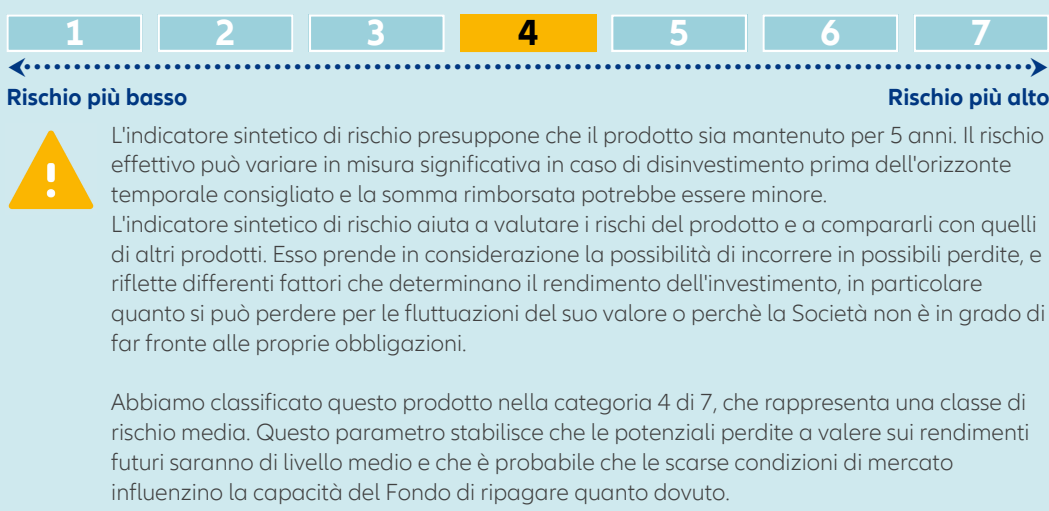 1 2 3 4 5 6 7
Rischio più basso Rischio più alto
L'indicatore sintetico di rischio presuppone che il prodotto sia mantenuto per 5 anni. Il rischio
effettivo può variare in misura significativa in caso di disinvestimento prima dell'orizzonte
temporale consigliato e la somma rimborsata potrebbe essere minore.
L'indicatore sintetico di rischio aiuta a valutare i rischi del prodotto e a compararli con quelli
di altri prodotti. Esso prende in considerazione la possibilità di incorrere in possibili perdite, e
riflette differenti fattori che determinano il rendimento dell'investimento, in particolare
quanto si può perdere per le fluttuazioni del suo valore o perchè la Società non è in grado di
far fronte alle proprie obbligazioni.
Abbiamo classificato questo prodotto nella categoria 4 di 7, che rappresenta una classe di
rischio media. Questo parametro stabilisce che le potenziali perdite a valere sui rendimenti
futuri saranno di livello medio e che è probabile che le scarse condizioni di mercato
influenzino la capacità del Fondo di ripagare quanto dovuto.